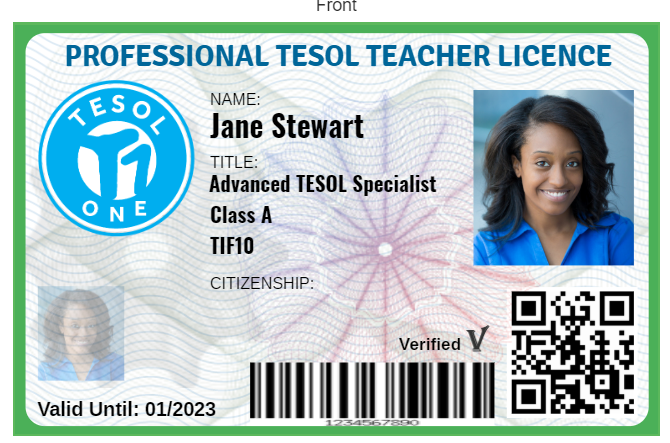 Front
PROFESSIONAL TESOL TEACHER LICENCE
TESOL
ONE
NAME:
Jane Stewart
TITLE:
Advanced TESOL Specialist
Class A
TIF10
CITIZENSHIP:
Verified V
Valid Until: 01/2023
1234567890